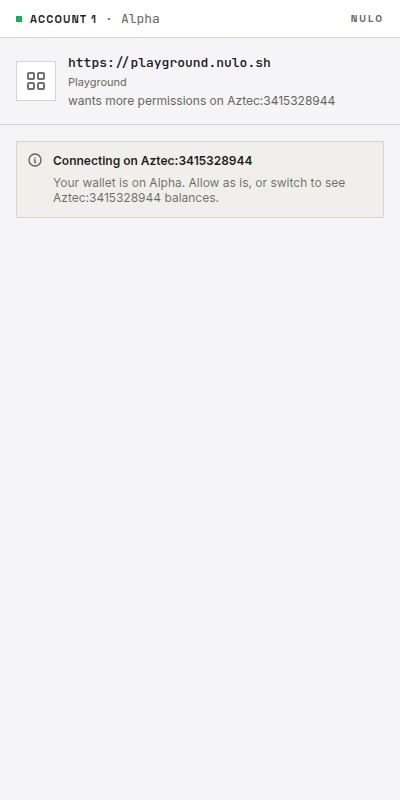 ACCOUNT 1 · Alpha
NULO
https://playground.nulo.sh
Playground
wants more permissions on Aztec:3415328944
Connecting on Aztec:3415328944
Your wallet is on Alpha. Allow as is, or switch to see
Aztec:3415328944 balances.